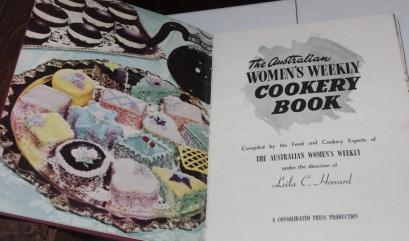 The Australian
WOMEN'S WEEKLY
COOKERY
BOOK
Compiled by the Food and Cookery Experts of
THE AUSTRALIAN WOMEN'S WEEKLY
under the direction of
Leila C. Howard
A CONSOLIDATED PRESS PRODUCTION